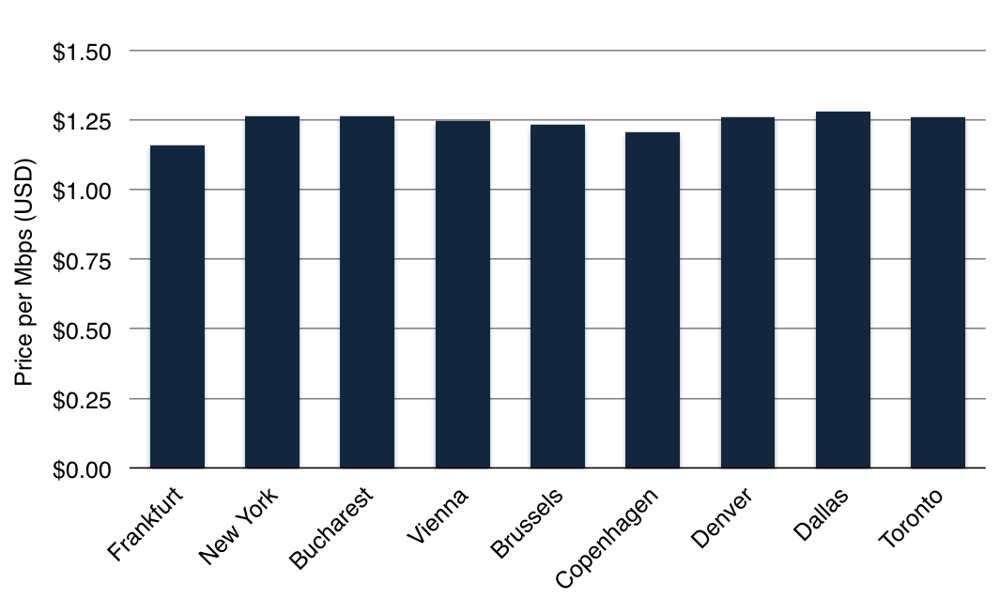 $1.50
$1.25
$1.00
$0.75
$0.50
$0.25
$0.00
Price per Mbps (USD)
Frankfurt
New York
Bucharest
Vienna
Brussels
Copenhagen
Denver
Dallas
Toronto